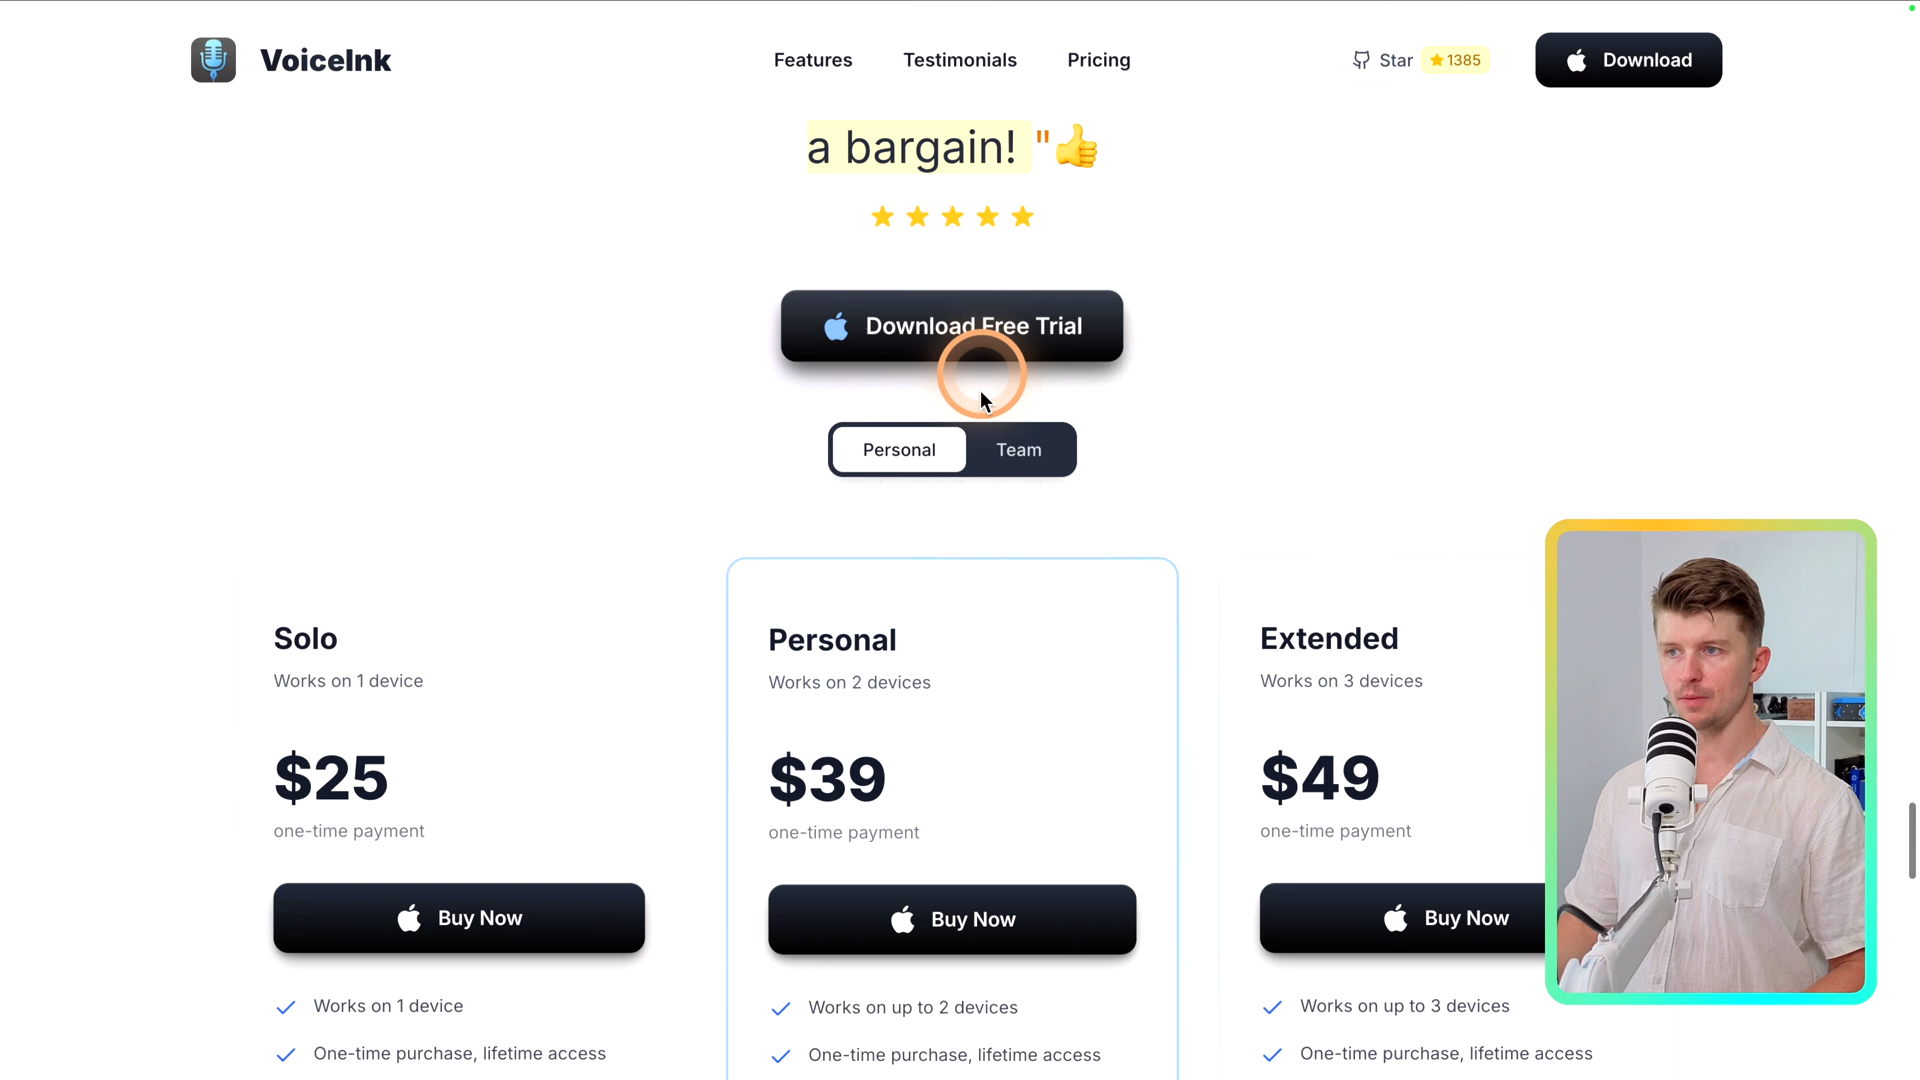 VoiceInk
Features
Testimonials
Pricing
Star
1385
Download
a bargain! "👍
Download Free Trial
Personal
Team
Solo
Works on 1 device
$25
one-time payment
Buy Now
Works on 1 device
One-time purchase, lifetime access
Personal
Works on 2 devices
$39
one-time payment
Buy Now
Works on up to 2 devices
One-time purchase, lifetime access
Extended
Works on 3 devices
$49
one-time payment
Buy Now
Works on up to 3 devices
One-time purchase, lifetime access